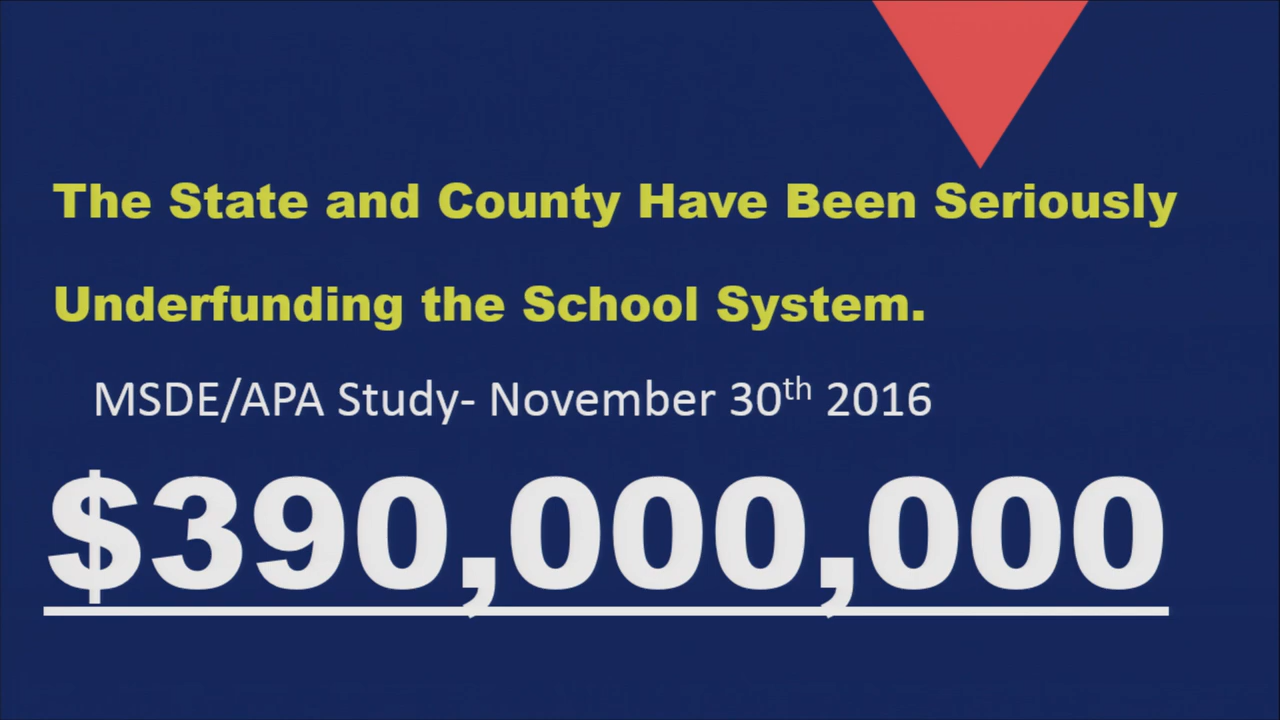 The State and County Have Been Seriously
Underfunding the School System.
MSDE/APA Study- November 30th 2016
$390,000,000